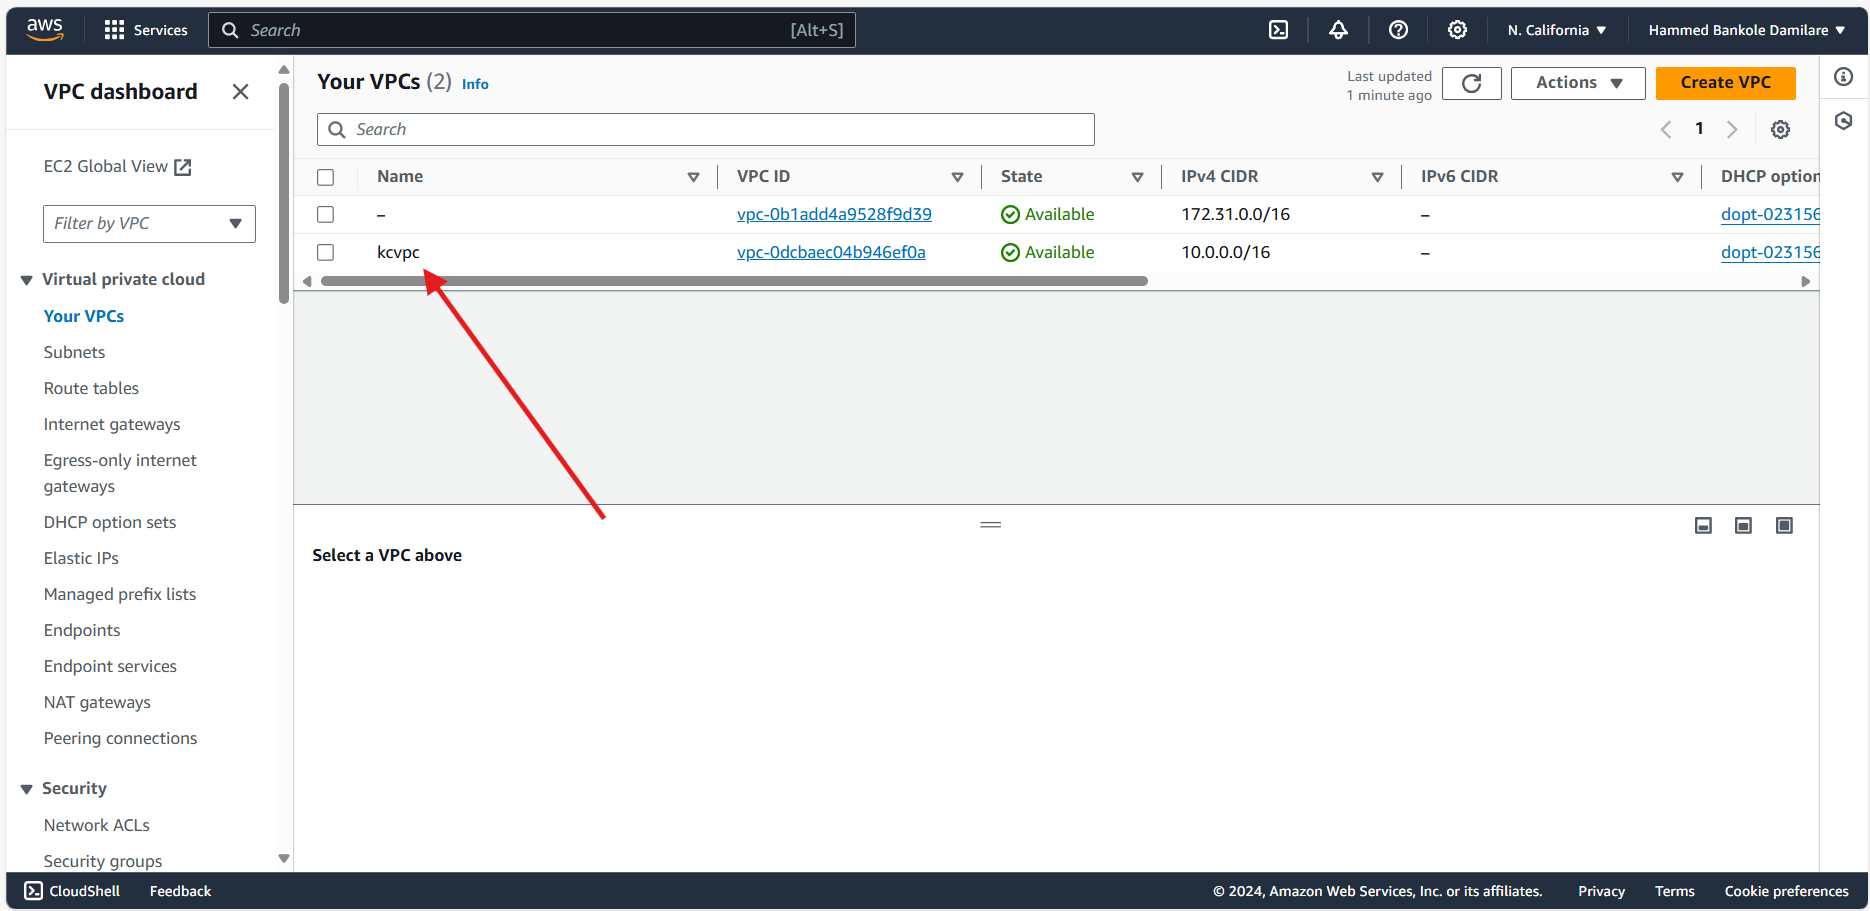 aws Services Search [Alt+S] N. California Hammed Bankole Damilare
VPC dashboard
EC2 Global View
Filter by VPC
Virtual private cloud
Your VPCs
Subnets
Route tables
Internet gateways
Egress-only internet
gateways
DHCP option sets
Elastic IPs
Managed prefix lists
Endpoints
Endpoint services
NAT gateways
Peering connections
Security
Network ACLs
Security groups
Your VPCs (2) Info
Last updated
1 minute ago
Actions
Create VPC
Search
1
Name VPC ID State IPv4 CIDR IPv6 CIDR DHCP option
– vpc-0b1add4a9528f9d39 Available 172.31.0.0/16 – dopt-023156
kcvpc vpc-0dcbaec04b946ef0a Available 10.0.0.0/16 – dopt-023156
Select a VPC above
CloudShell Feedback © 2024, Amazon Web Services, Inc. or its affiliates. Privacy Terms Cookie preferences